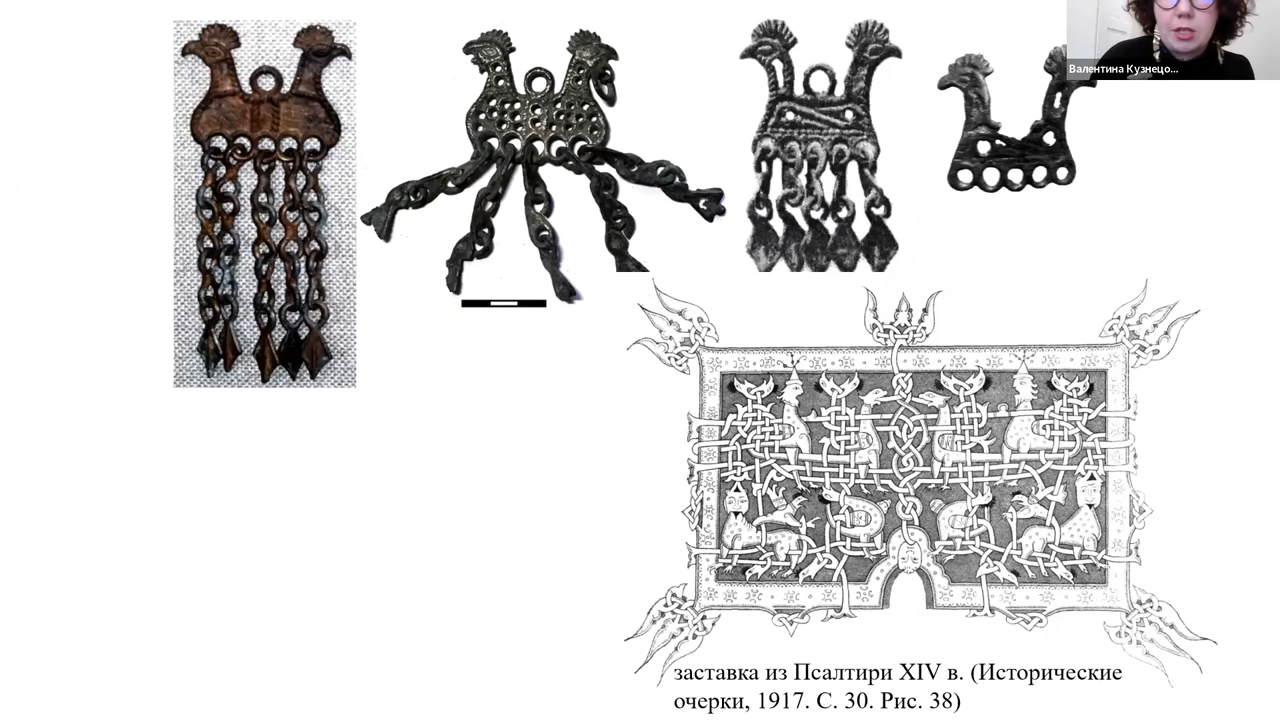 Валентина Кузнецо...
заставка из Псалтири XIV в. (Исторические
очерки, 1917. С. 30. Рис. 38)